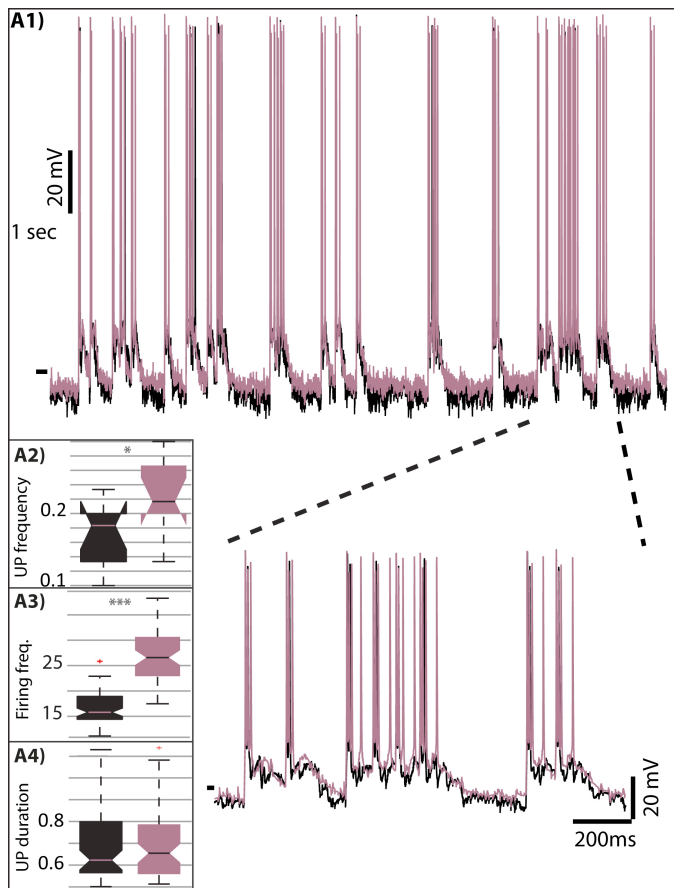 A1)
20 mV
1 sec
A2)
*
UP frequency
0.2
0.1
A3)
***
Firing freq.
25
15
A4)
UP duration
0.8
0.6
20 mV
200ms